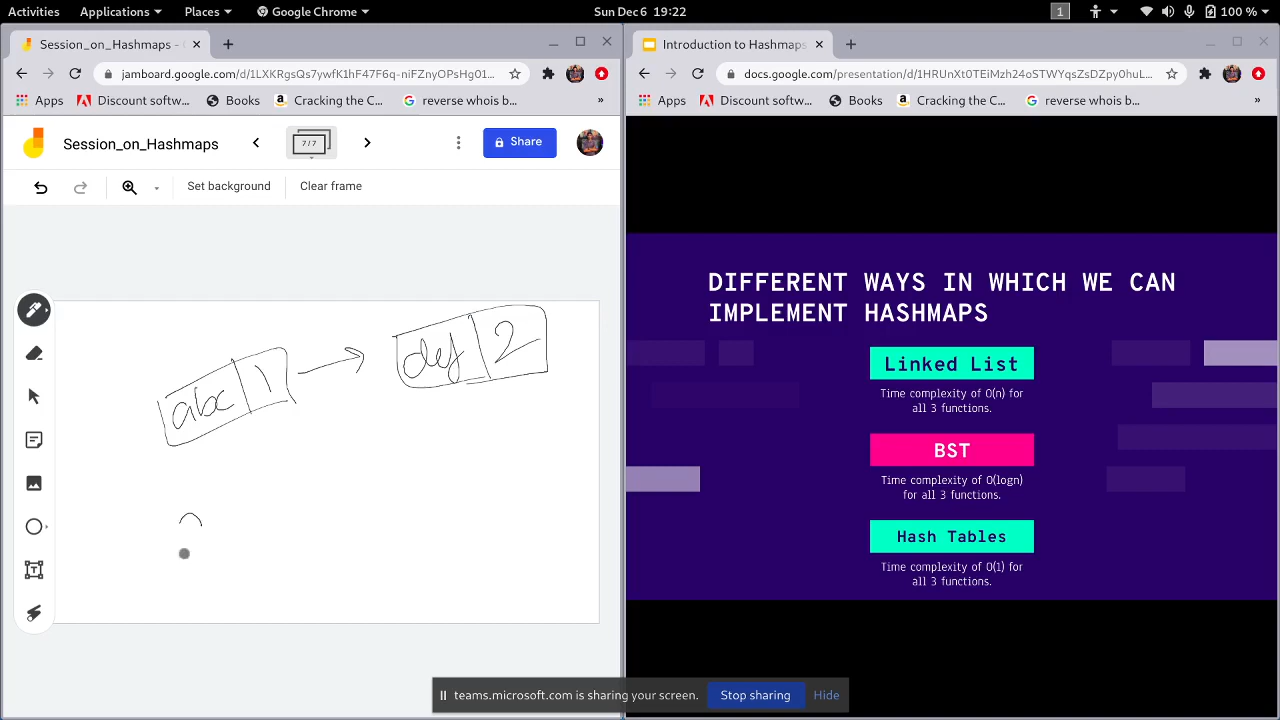 Activities Applications Places Google Chrome Sun Dec 6 19:22 1 100 %
Session_on_Hashmaps - G
jamboard.google.com/d/1LXKRgsQs7ywfK1hF47F6q-niFZnyOPsHg01...
Apps Discount softw... Books Cracking the C... reverse whois b... »
Session_on_Hashmaps 7/7 Share
Set background Clear frame
abc 1 def 2
Introduction to Hashmaps
docs.google.com/presentation/d/1HRUnXt0TEiMzh24oSTWYqsZsDZpy0huL...
Apps Discount softw... Books Cracking the C... reverse whois b... »
DIFFERENT WAYS IN WHICH WE CAN
IMPLEMENT HASHMAPS
Linked List
Time complexity of O(n) for
all 3 functions.
BST
Time complexity of O(logn)
for all 3 functions.
Hash Tables
Time complexity of O(1) for
all 3 functions.
teams.microsoft.com is sharing your screen. Stop sharing Hide